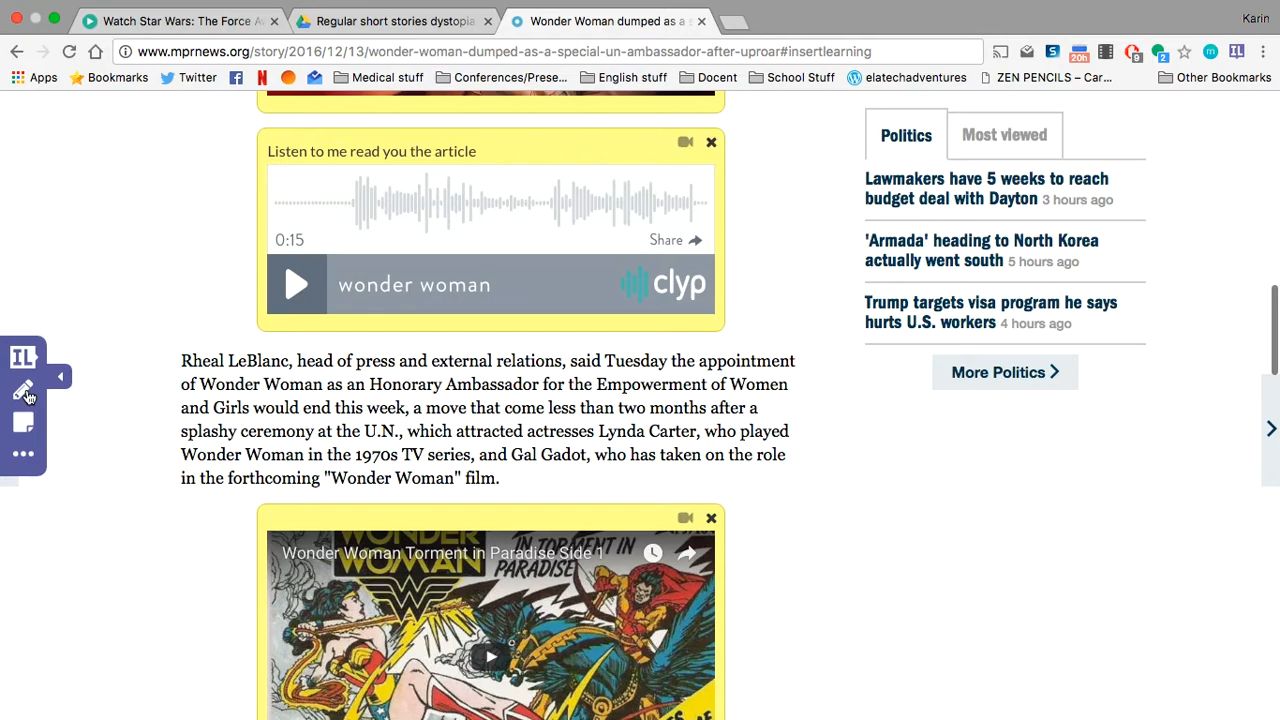 Watch Star Wars: The Force A
Regular short stories dystopia
Wonder Woman dumped as a s
Karin
www.mprnews.org/story/2016/12/13/wonder-woman-dumped-as-a-special-un-ambassador-after-uproar#insertlearning
20h
9
2
IL
Apps
Bookmarks
Twitter
Medical stuff
Conferences/Prese...
English stuff
Docent
School Stuff
elatechadventures
ZEN PENCILS – Car...
Other Bookmarks
Listen to me read you the article
0:15
Share
wonder woman
clyp
Rheal LeBlanc, head of press and external relations, said Tuesday the appointment
of Wonder Woman as an Honorary Ambassador for the Empowerment of Women
and Girls would end this week, a move that come less than two months after a
splashy ceremony at the U.N., which attracted actresses Lynda Carter, who played
Wonder Woman in the 1970s TV series, and Gal Gadot, who has taken on the role
in the forthcoming "Wonder Woman" film.
Wonder Woman Torment in Paradise Side 1
WONDER
WOMAN
IN TORMENT IN
PARADISE
IL
Politics
Most viewed
Lawmakers have 5 weeks to reach
budget deal with Dayton 3 hours ago
'Armada' heading to North Korea
actually went south 5 hours ago
Trump targets visa program he says
hurts U.S. workers 4 hours ago
More Politics